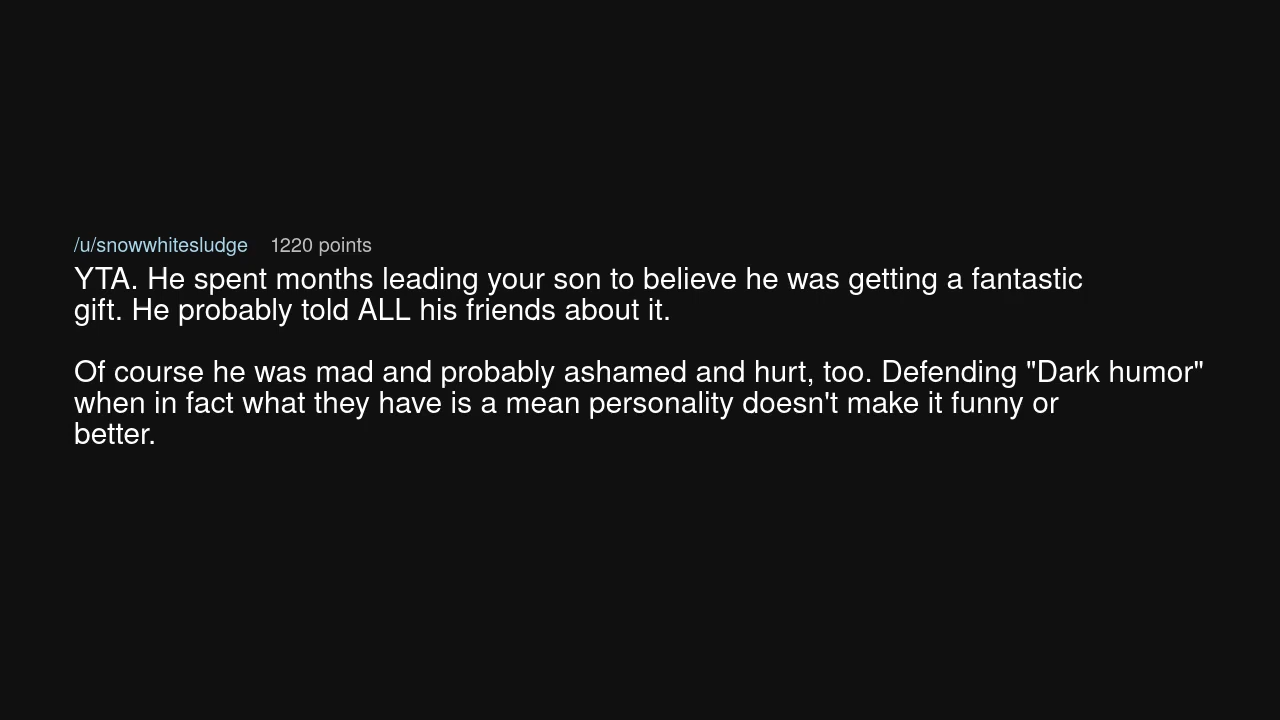 /u/snowwhitesludge 1220 points
YTA. He spent months leading your son to believe he was getting a fantastic
gift. He probably told ALL his friends about it.
Of course he was mad and probably ashamed and hurt, too. Defending "Dark humor"
when in fact what they have is a mean personality doesn't make it funny or
better.